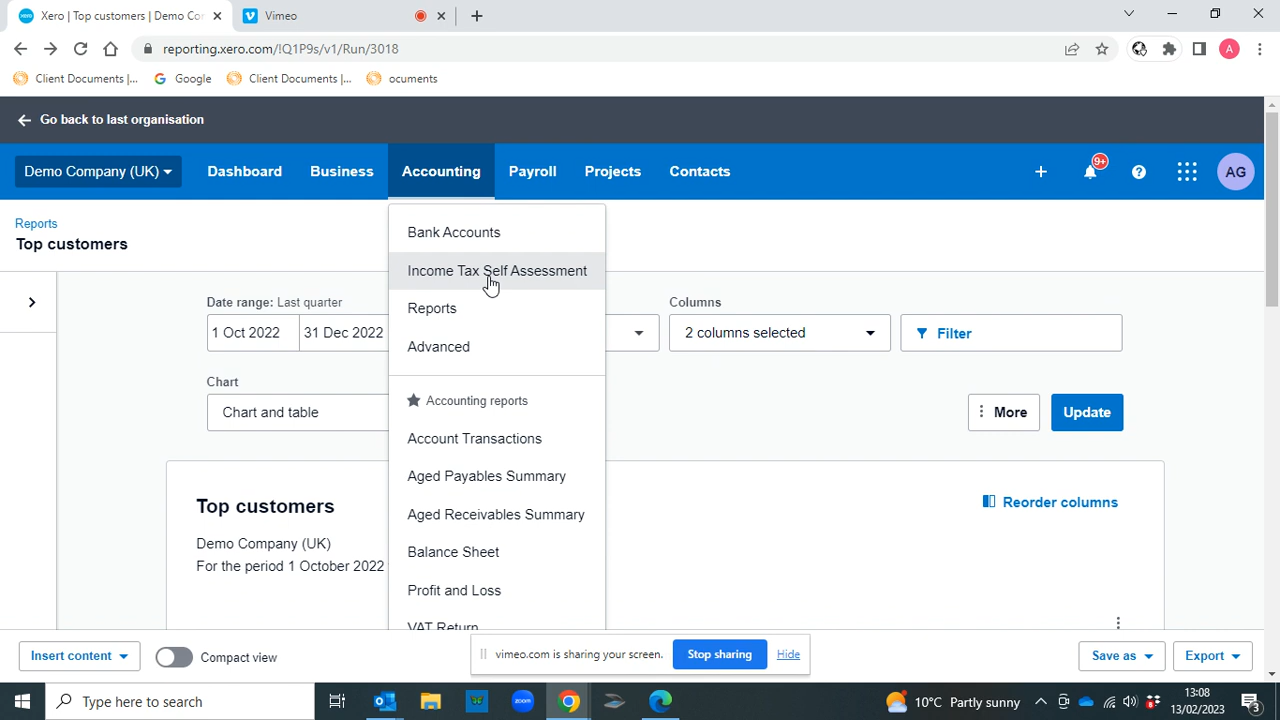 Xero | Top customers | Demo Cor
Vimeo
reporting.xero.com/!Q1P9s/v1/Run/3018
A
Client Documents |...
Google
Client Documents |...
ocuments
Go back to last organisation
Demo Company (UK)
Dashboard
Business
Accounting
Payroll
Projects
Contacts
9+
AG
Reports
Top customers
Bank Accounts
Income Tax Self Assessment
Reports
Advanced
Accounting reports
Account Transactions
Aged Payables Summary
Aged Receivables Summary
Balance Sheet
Profit and Loss
VAT Return
Date range: Last quarter
1 Oct 2022
31 Dec 2022
Columns
2 columns selected
Filter
Chart
Chart and table
More
Update
Top customers
Reorder columns
Demo Company (UK)
For the period 1 October 2022
Insert content
Compact view
vimeo.com is sharing your screen.
Stop sharing
Hide
Save as
Export
Type here to search
zoom
10°C Partly sunny
13:08
13/02/2023
3